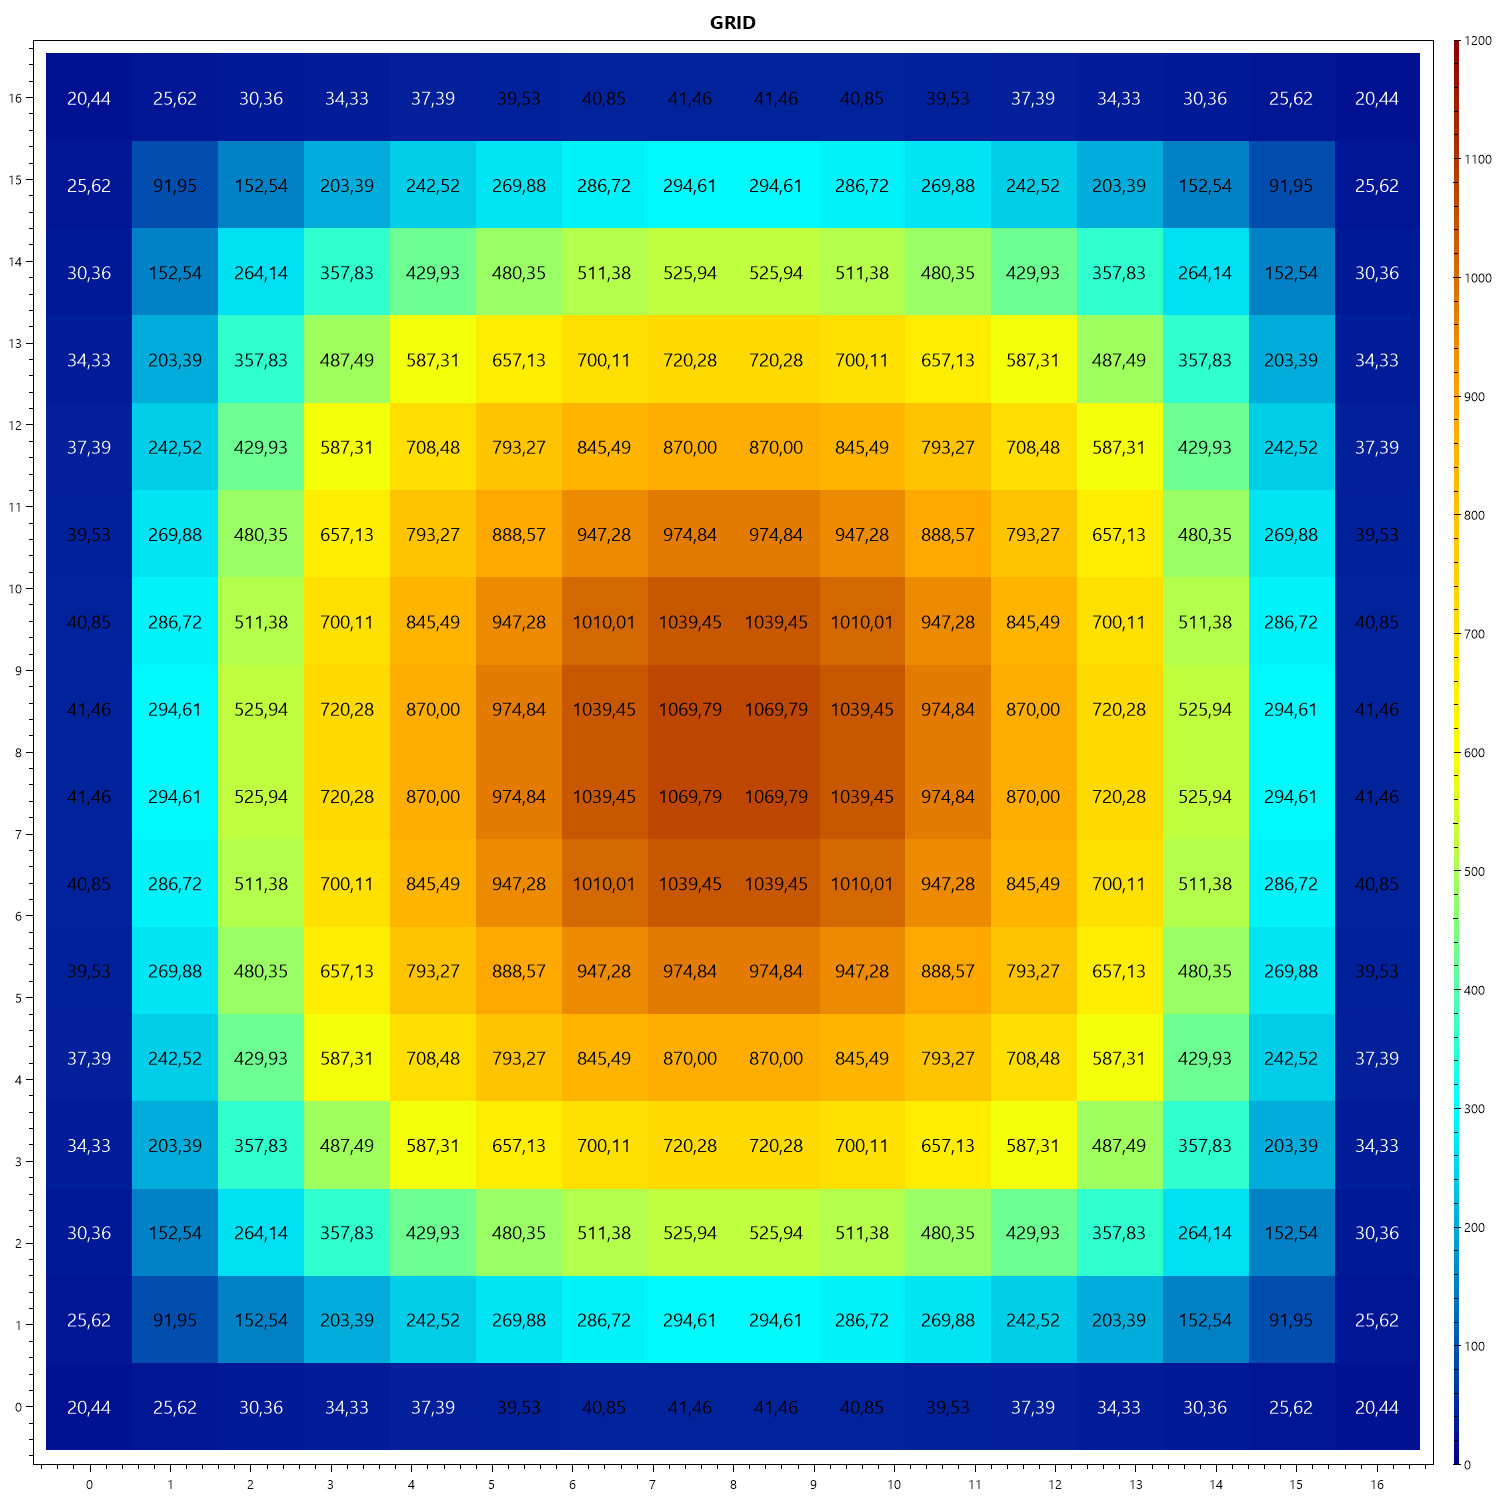 GRID
20,44 25,62 30,36 34,33 37,39 39,53 40,85 41,46 41,46 40,85 39,53 37,39 34,33 30,36 25,62 20,44
25,62 91,95 152,54 203,39 242,52 269,88 286,72 294,61 294,61 286,72 269,88 242,52 203,39 152,54 91,95 25,62
30,36 152,54 264,14 357,83 429,93 480,35 511,38 525,94 525,94 511,38 480,35 429,93 357,83 264,14 152,54 30,36
34,33 203,39 357,83 487,49 587,31 657,13 700,11 720,28 720,28 700,11 657,13 587,31 487,49 357,83 203,39 34,33
37,39 242,52 429,93 587,31 708,48 793,27 845,49 870,00 870,00 845,49 793,27 708,48 587,31 429,93 242,52 37,39
39,53 269,88 480,35 657,13 793,27 888,57 947,28 974,84 974,84 947,28 888,57 793,27 657,13 480,35 269,88 39,53
40,85 286,72 511,38 700,11 845,49 947,28 1010,01 1039,45 1039,45 1010,01 947,28 845,49 700,11 511,38 286,72 40,85
41,46 294,61 525,94 720,28 870,00 974,84 1039,45 1069,79 1069,79 1039,45 974,84 870,00 720,28 525,94 294,61 41,46
41,46 294,61 525,94 720,28 870,00 974,84 1039,45 1069,79 1069,79 1039,45 974,84 870,00 720,28 525,94 294,61 41,46
40,85 286,72 511,38 700,11 845,49 947,28 1010,01 1039,45 1039,45 1010,01 947,28 845,49 700,11 511,38 286,72 40,85
39,53 269,88 480,35 657,13 793,27 888,57 947,28 974,84 974,84 947,28 888,57 793,27 657,13 480,35 269,88 39,53
37,39 242,52 429,93 587,31 708,48 793,27 845,49 870,00 870,00 845,49 793,27 708,48 587,31 429,93 242,52 37,39
34,33 203,39 357,83 487,49 587,31 657,13 700,11 720,28 720,28 700,11 657,13 587,31 487,49 357,83 203,39 34,33
30,36 152,54 264,14 357,83 429,93 480,35 511,38 525,94 525,94 511,38 480,35 429,93 357,83 264,14 152,54 30,36
25,62 91,95 152,54 203,39 242,52 269,88 286,72 294,61 294,61 286,72 269,88 242,52 203,39 152,54 91,95 25,62
20,44 25,62 30,36 34,33 37,39 39,53 40,85 41,46 41,46 40,85 39,53 37,39 34,33 30,36 25,62 20,44
16
15
14
13
12
11
10
9
8
7
6
5
4
3
2
1
0
0 1 2 3 4 5 6 7 8 9 10 11 12 13 14 15 16
1200
1100
1000
900
800
700
600
500
400
300
200
100
0